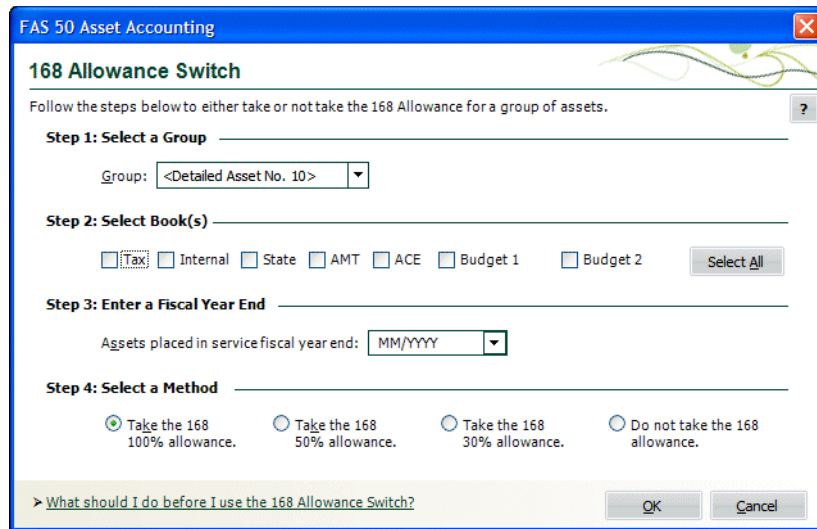 FAS 50 Asset Accounting
168 Allowance Switch
Follow the steps below to either take or not take the 168 Allowance for a group of assets.
?
Step 1: Select a Group
Group: <Detailed Asset No. 10>
Step 2: Select Book(s)
Tax Internal State AMT ACE Budget 1 Budget 2 Select All
Step 3: Enter a Fiscal Year End
Assets placed in service fiscal year end: MM/YYYY
Step 4: Select a Method
Take the 168 Take the 168 Take the 168 Do not take the 168
100% allowance. 50% allowance. 30% allowance. allowance.
What should I do before I use the 168 Allowance Switch? OK Cancel